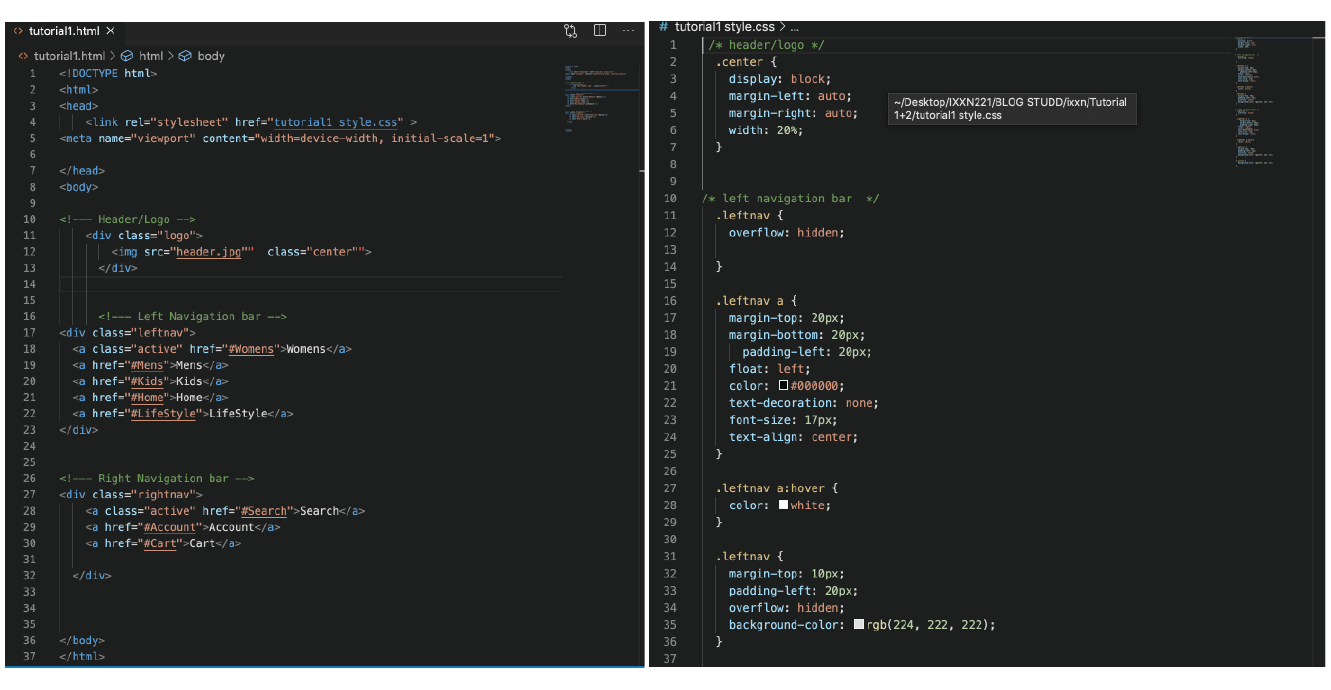 tutorial1.html ×
tutorial1.html > html > body
1 <!DOCTYPE html>
2 <html>
3 <head>
4 <link rel="stylesheet" href="tutorial1 style.css" >
5 <meta name="viewport" content="width=device-width, initial-scale=1">
6
7 </head>
8 <body>
9
10 <!--- Header/Logo -->
11 <div class="logo">
12 <img src="header.jpg"" class="center"">
13 </div>
14
15
16 <!--- Left Navigation bar -->
17 <div class="leftnav">
18 <a class="active" href="#Womens">Womens</a>
19 <a href="#Mens">Mens</a>
20 <a href="#Kids">Kids</a>
21 <a href="#Home">Home</a>
22 <a href="#LifeStyle">LifeStyle</a>
23 </div>
24
25
26 <!--- Right Navigation bar -->
27 <div class="rightnav">
28 <a class="active" href="#Search">Search</a>
29 <a href="#Account">Account</a>
30 <a href="#Cart">Cart</a>
31
32 </div>
33
34
35
36 </body>
37 </html>
# tutorial1 style.css > ...
1 /* header/logo */
2 .center {
3 display: block;
4 margin-left: auto;
5 margin-right: auto;
6 width: 20%;
7 }
8
9
10 /* left navigation bar */
11 .leftnav {
12 overflow: hidden;
13
14 }
15
16 .leftnav a {
17 margin-top: 20px;
18 margin-bottom: 20px;
19 padding-left: 20px;
20 float: left;
21 color: #000000;
22 text-decoration: none;
23 font-size: 17px;
24 text-align: center;
25 }
26
27 .leftnav a:hover {
28 color: white;
29 }
30
31 .leftnav {
32 margin-top: 10px;
33 padding-left: 20px;
34 overflow: hidden;
35 background-color: rgb(224, 222, 222);
36 }
37
~/Desktop/IXXN221/BLOG STUDD/ixxn/Tutorial
1+2/tutorial1 style.css